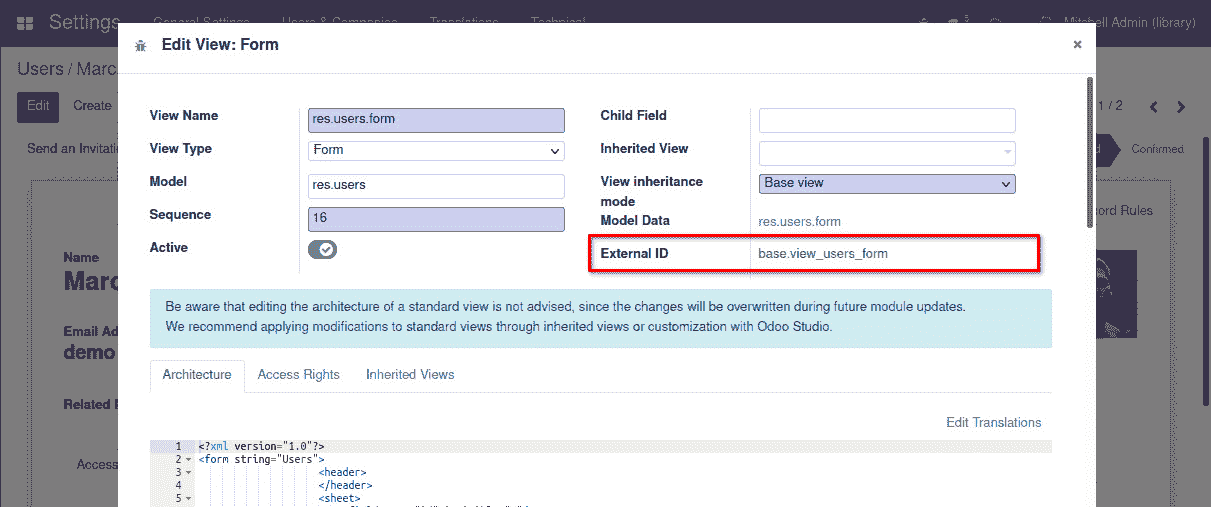 Settings General Settings Users & Companies Translations Technical 5 Mitchell Admin (library)
Edit View: Form ×
Users / Marc
Edit Create 1 / 2
Send an Invitati d Confirmed
View Name res.users.form Child Field
View Type Form Inherited View
Model res.users View inheritance mode Base view
Sequence 16 Model Data res.users.form
Active External ID base.view_users_form
ord Rules
Name
Marc
Email Ad
demo
Related P
Access
Be aware that editing the architecture of a standard view is not advised, since the changes will be overwritten during future module updates.
We recommend applying modifications to standard views through inherited views or customization with Odoo Studio.
Architecture Access Rights Inherited Views
Edit Translations
1 <?xml version="1.0"?>
2 <form string="Users">
3 <header>
4 </header>
5 <sheet>